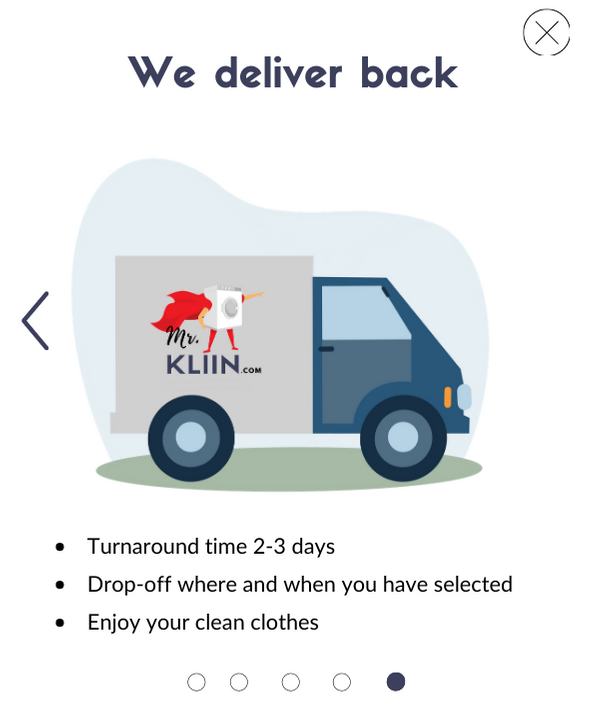 We deliver back
Mr.
KLIIN.COM
Turnaround time 2-3 days
Drop-off where and when you have selected
Enjoy your clean clothes